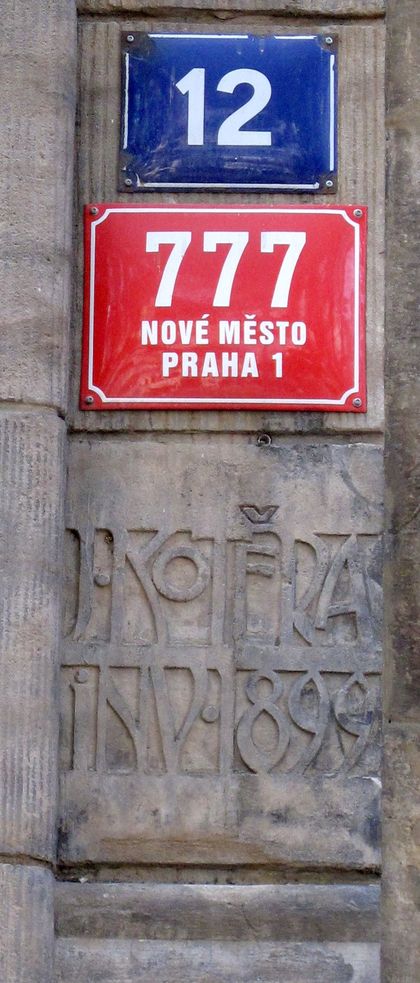 12
777
NOVÉ MĚSTO
PRAHA 1
J·KOTĚRA
iNV·1899